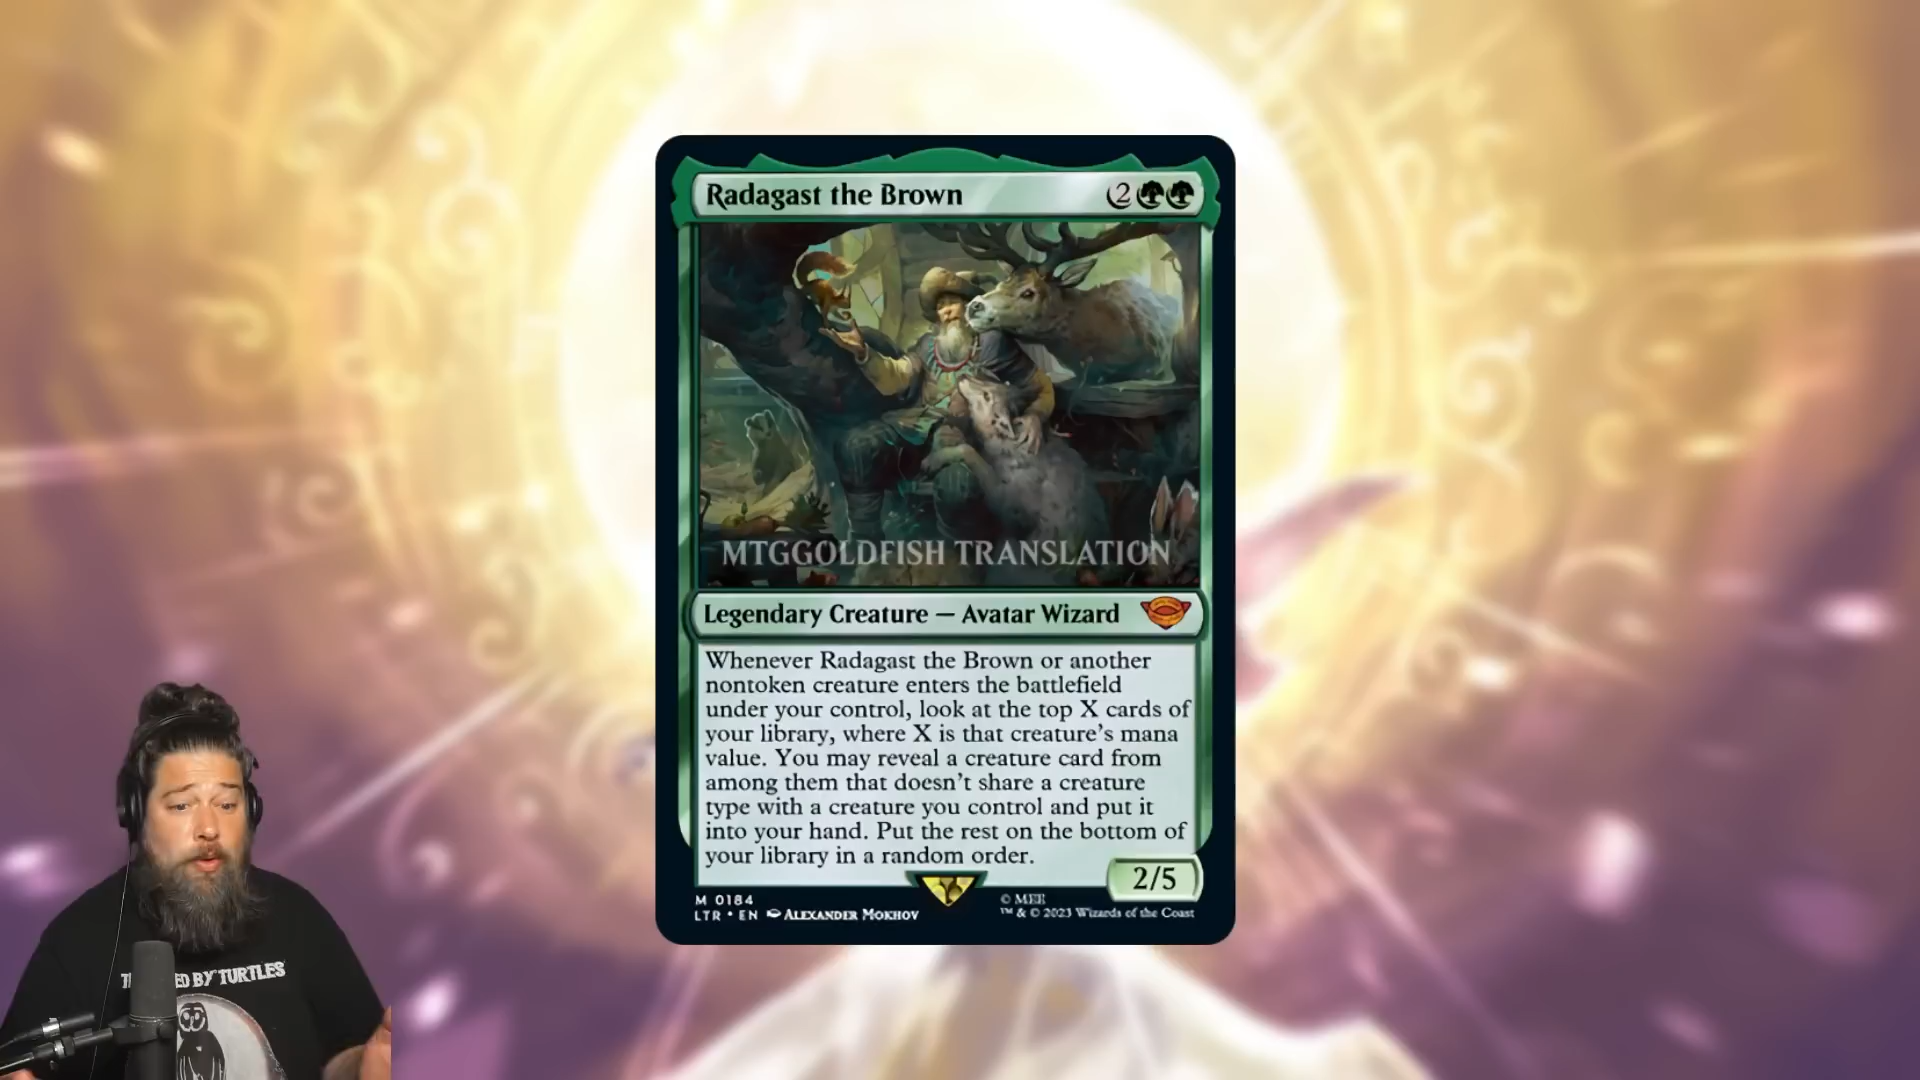 Radagast the Brown
2
MTGGOLDFISH TRANSLATION
Legendary Creature — Avatar Wizard
Whenever Radagast the Brown or another
nontoken creature enters the battlefield
under your control, look at the top X cards of
your library, where X is that creature's mana
value. You may reveal a creature card from
among them that doesn't share a creature
type with a creature you control and put it
into your hand. Put the rest on the bottom of
your library in a random order.
2/5
M 0184
LTR • EN ALEXANDER MOKHOV
© MEE
™ & © 2023 Wizards of the Coast
BY TURTLES